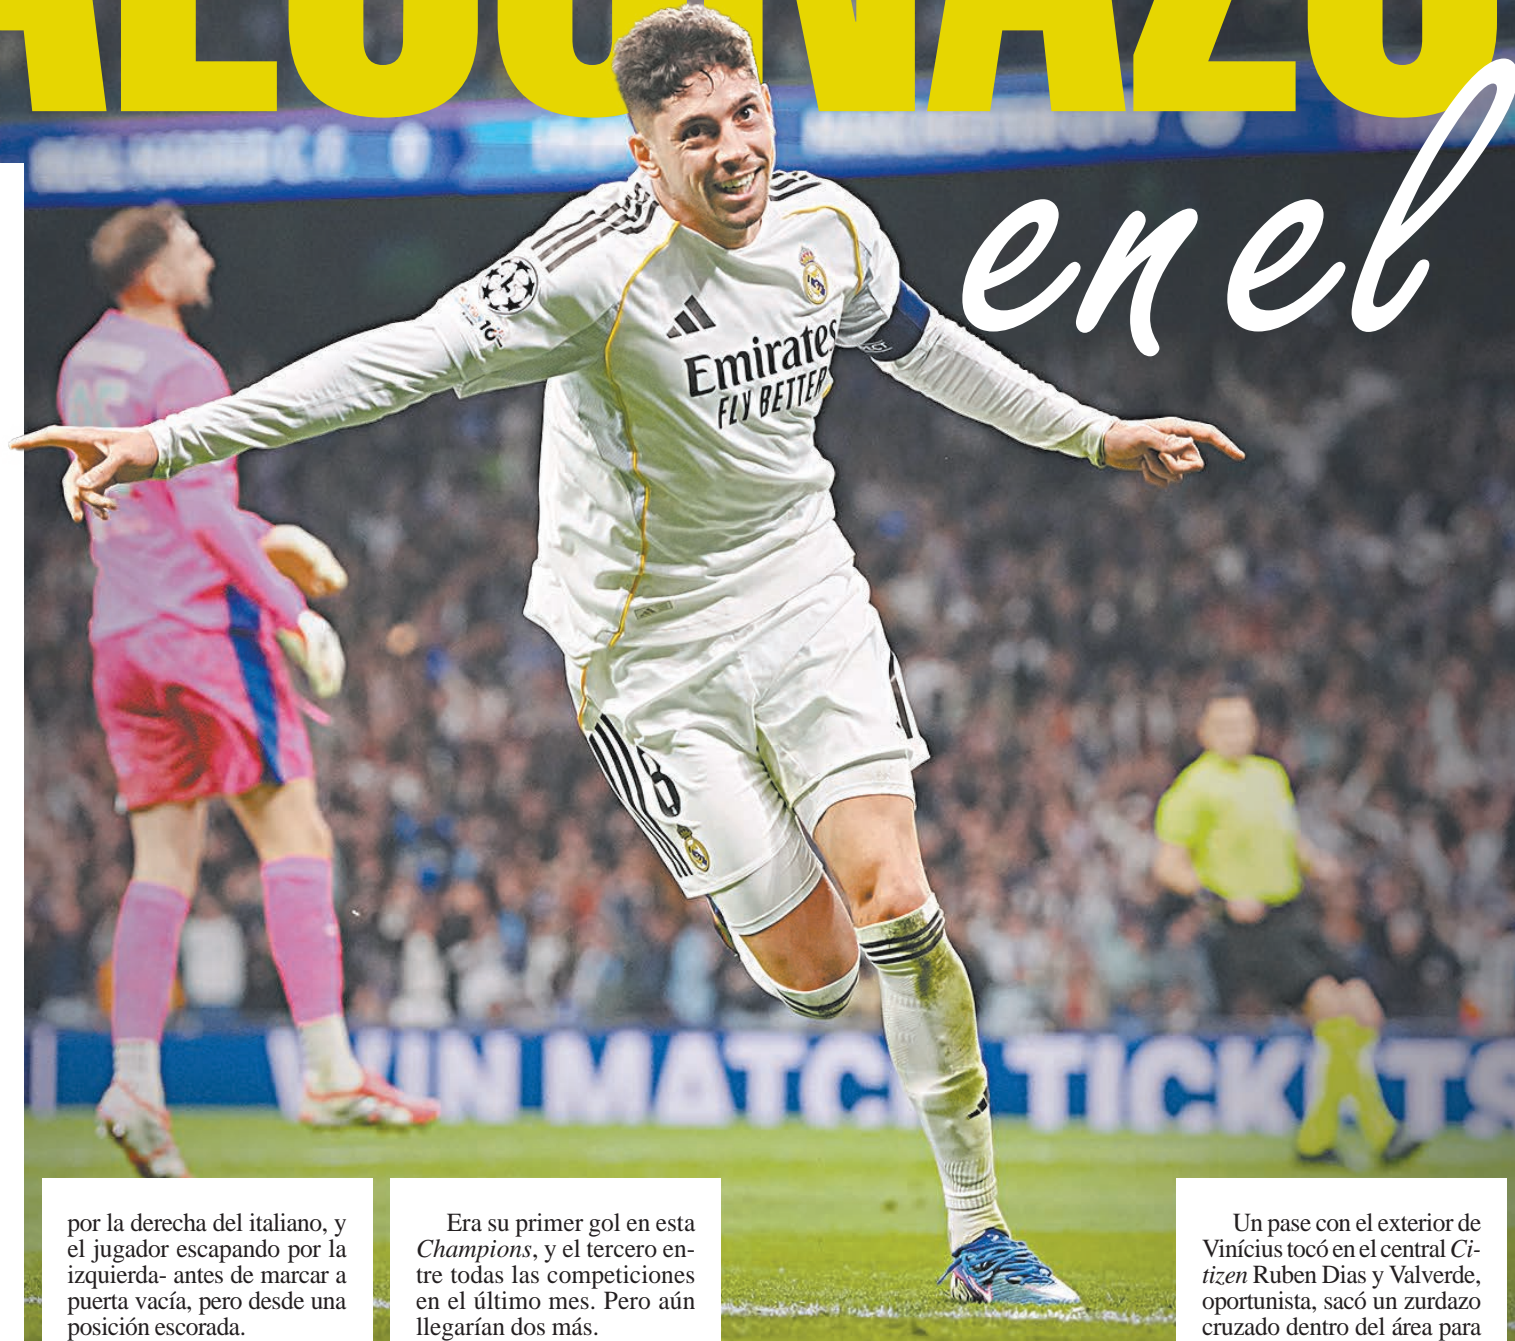 ALCONAZO
en el
Emirates
FLY BETTER
8
WIN MATC TICKETS
por la derecha del italiano, y
el jugador escapando por la
izquierda- antes de marcar a
puerta vacía, pero desde una
posición escorada.
Era su primer gol en esta
Champions, y el tercero en-
tre todas las competiciones
en el último mes. Pero aún
llegarían dos más.
Un pase con el exterior de
Vinícius tocó en el central Ci-
tizen Ruben Dias y Valverde,
oportunista, sacó un zurdazo
cruzado dentro del área para